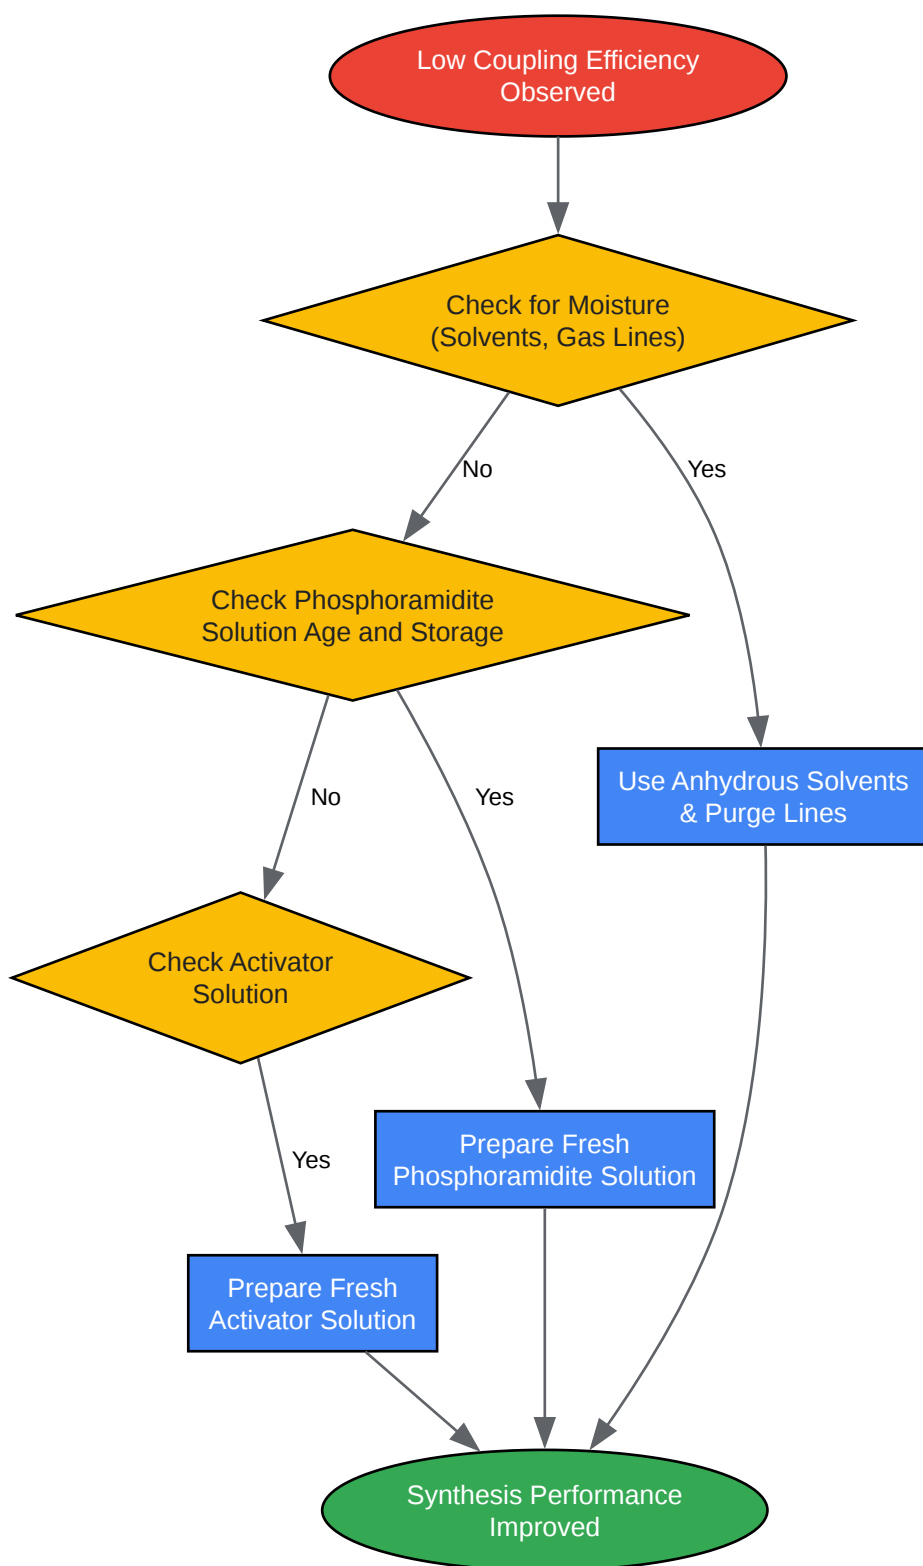 Low Coupling Efficiency
Observed
Check for Moisture
(Solvents, Gas Lines)
No
Yes
Check Phosphoramidite
Solution Age and Storage
Use Anhydrous Solvents
& Purge Lines
No
Yes
Check Activator
Solution
Prepare Fresh
Phosphoramidite Solution
Yes
Prepare Fresh
Activator Solution
Synthesis Performance
Improved